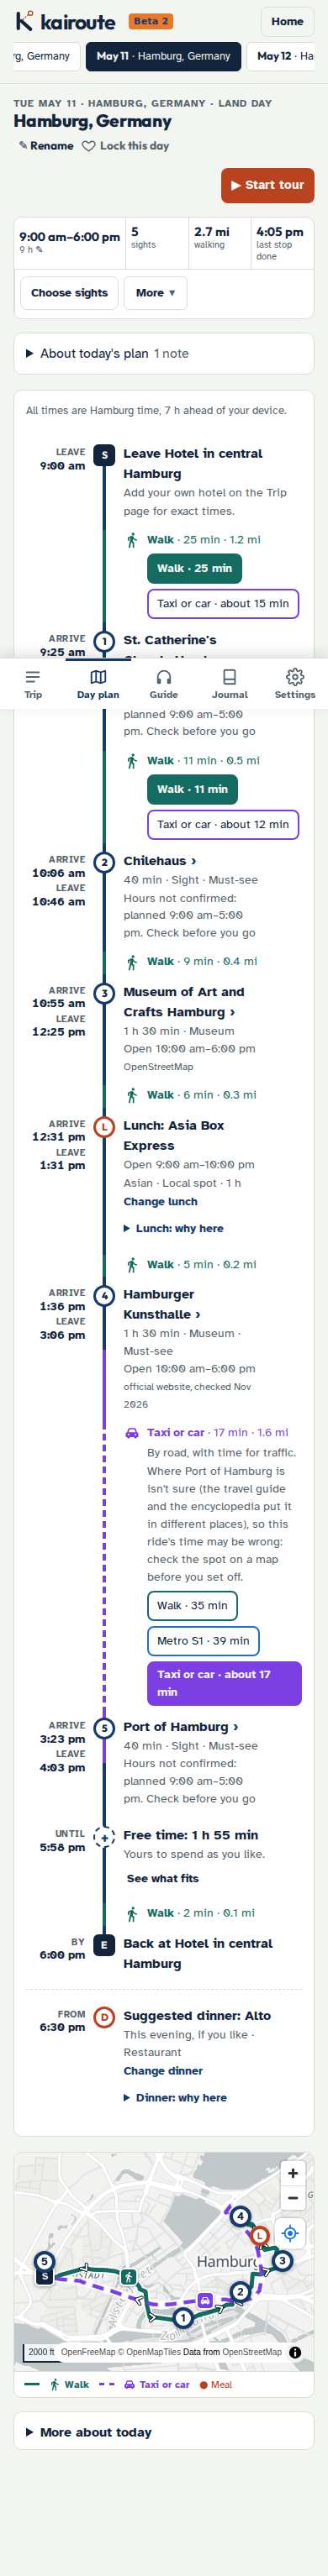 kairoute Beta 2 Home
g, Germany May 11 · Hamburg, Germany May 12 · Ha
TUE MAY 11 · HAMBURG, GERMANY · LAND DAY
Hamburg, Germany
Rename Lock this day
Start tour
9:00 am–6:00 pm 5 2.7 mi 4:05 pm
9 h sights walking last stop
done
Choose sights More
About today's plan 1 note
All times are Hamburg time, 7 h ahead of your device.
LEAVE S Leave Hotel in central
9:00 am Hamburg
Add your own hotel on the Trip
page for exact times.
Walk · 25 min · 1.2 mi
Walk · 25 min
Taxi or car · about 15 min
ARRIVE 1 St. Catherine's
9:25 am
Trip Day plan Guide Journal Settings
planned 9:00 am–5:00
pm. Check before you go
Walk · 11 min · 0.5 mi
Walk · 11 min
Taxi or car · about 12 min
ARRIVE 2 Chilehaus ›
10:06 am 40 min · Sight · Must-see
LEAVE Hours not confirmed:
10:46 am planned 9:00 am–5:00
pm. Check before you go
Walk · 9 min · 0.4 mi
ARRIVE 3 Museum of Art and
10:55 am Crafts Hamburg ›
LEAVE 1 h 30 min · Museum
12:25 pm Open 10:00 am–6:00 pm
OpenStreetMap
Walk · 6 min · 0.3 mi
ARRIVE L Lunch: Asia Box
12:31 pm Express
LEAVE Open 9:00 am–10:00 pm
1:31 pm Asian · Local spot · 1 h
Change lunch
Lunch: why here
Walk · 5 min · 0.2 mi
ARRIVE 4 Hamburger
1:36 pm Kunsthalle ›
LEAVE 1 h 30 min · Museum ·
3:06 pm Must-see
Open 10:00 am–6:00 pm
official website, checked Nov
2026
Taxi or car · 17 min · 1.6 mi
By road, with time for traffic.
Where Port of Hamburg is
isn't sure (the travel guide
and the encyclopedia put it
in different places), so this
ride's time may be wrong:
check the spot on a map
before you set off.
Walk · 35 min
Metro S1 · 39 min
Taxi or car · about 17
min
ARRIVE 5 Port of Hamburg ›
3:23 pm 40 min · Sight · Must-see
LEAVE Hours not confirmed:
4:03 pm planned 9:00 am–5:00
pm. Check before you go
UNTIL + Free time: 1 h 55 min
5:58 pm Yours to spend as you like.
See what fits
Walk · 2 min · 0.1 mi
BY E Back at Hotel in central
6:00 pm Hamburg
FROM D Suggested dinner: Alto
6:30 pm This evening, if you like ·
Restaurant
Change dinner
Dinner: why here
+
−
4
L
Hamburg 3
5
S
2
1
2000 ft OpenFreeMap © OpenMapTiles Data from OpenStreetMap
Walk Taxi or car Meal
More about today